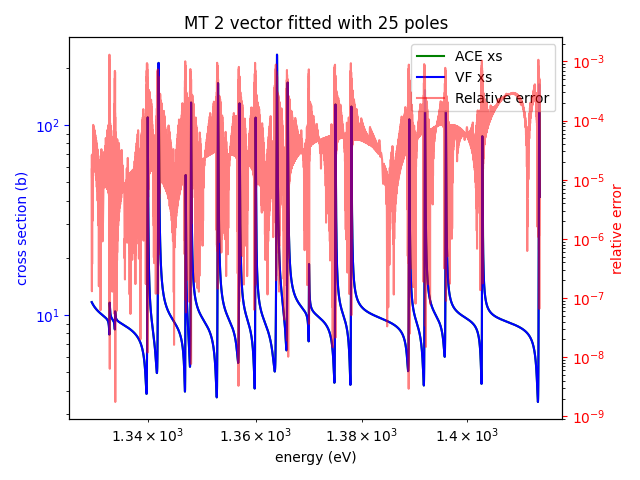 MT 2 vector fitted with 25 poles
ACE xs
VF xs
Relative error
10²
10¹
cross section (b)
10⁻³
10⁻⁴
10⁻⁵
10⁻⁶
10⁻⁷
10⁻⁸
10⁻⁹
relative error
1.34 × 10³ 1.36 × 10³ 1.38 × 10³ 1.4 × 10³
energy (eV)